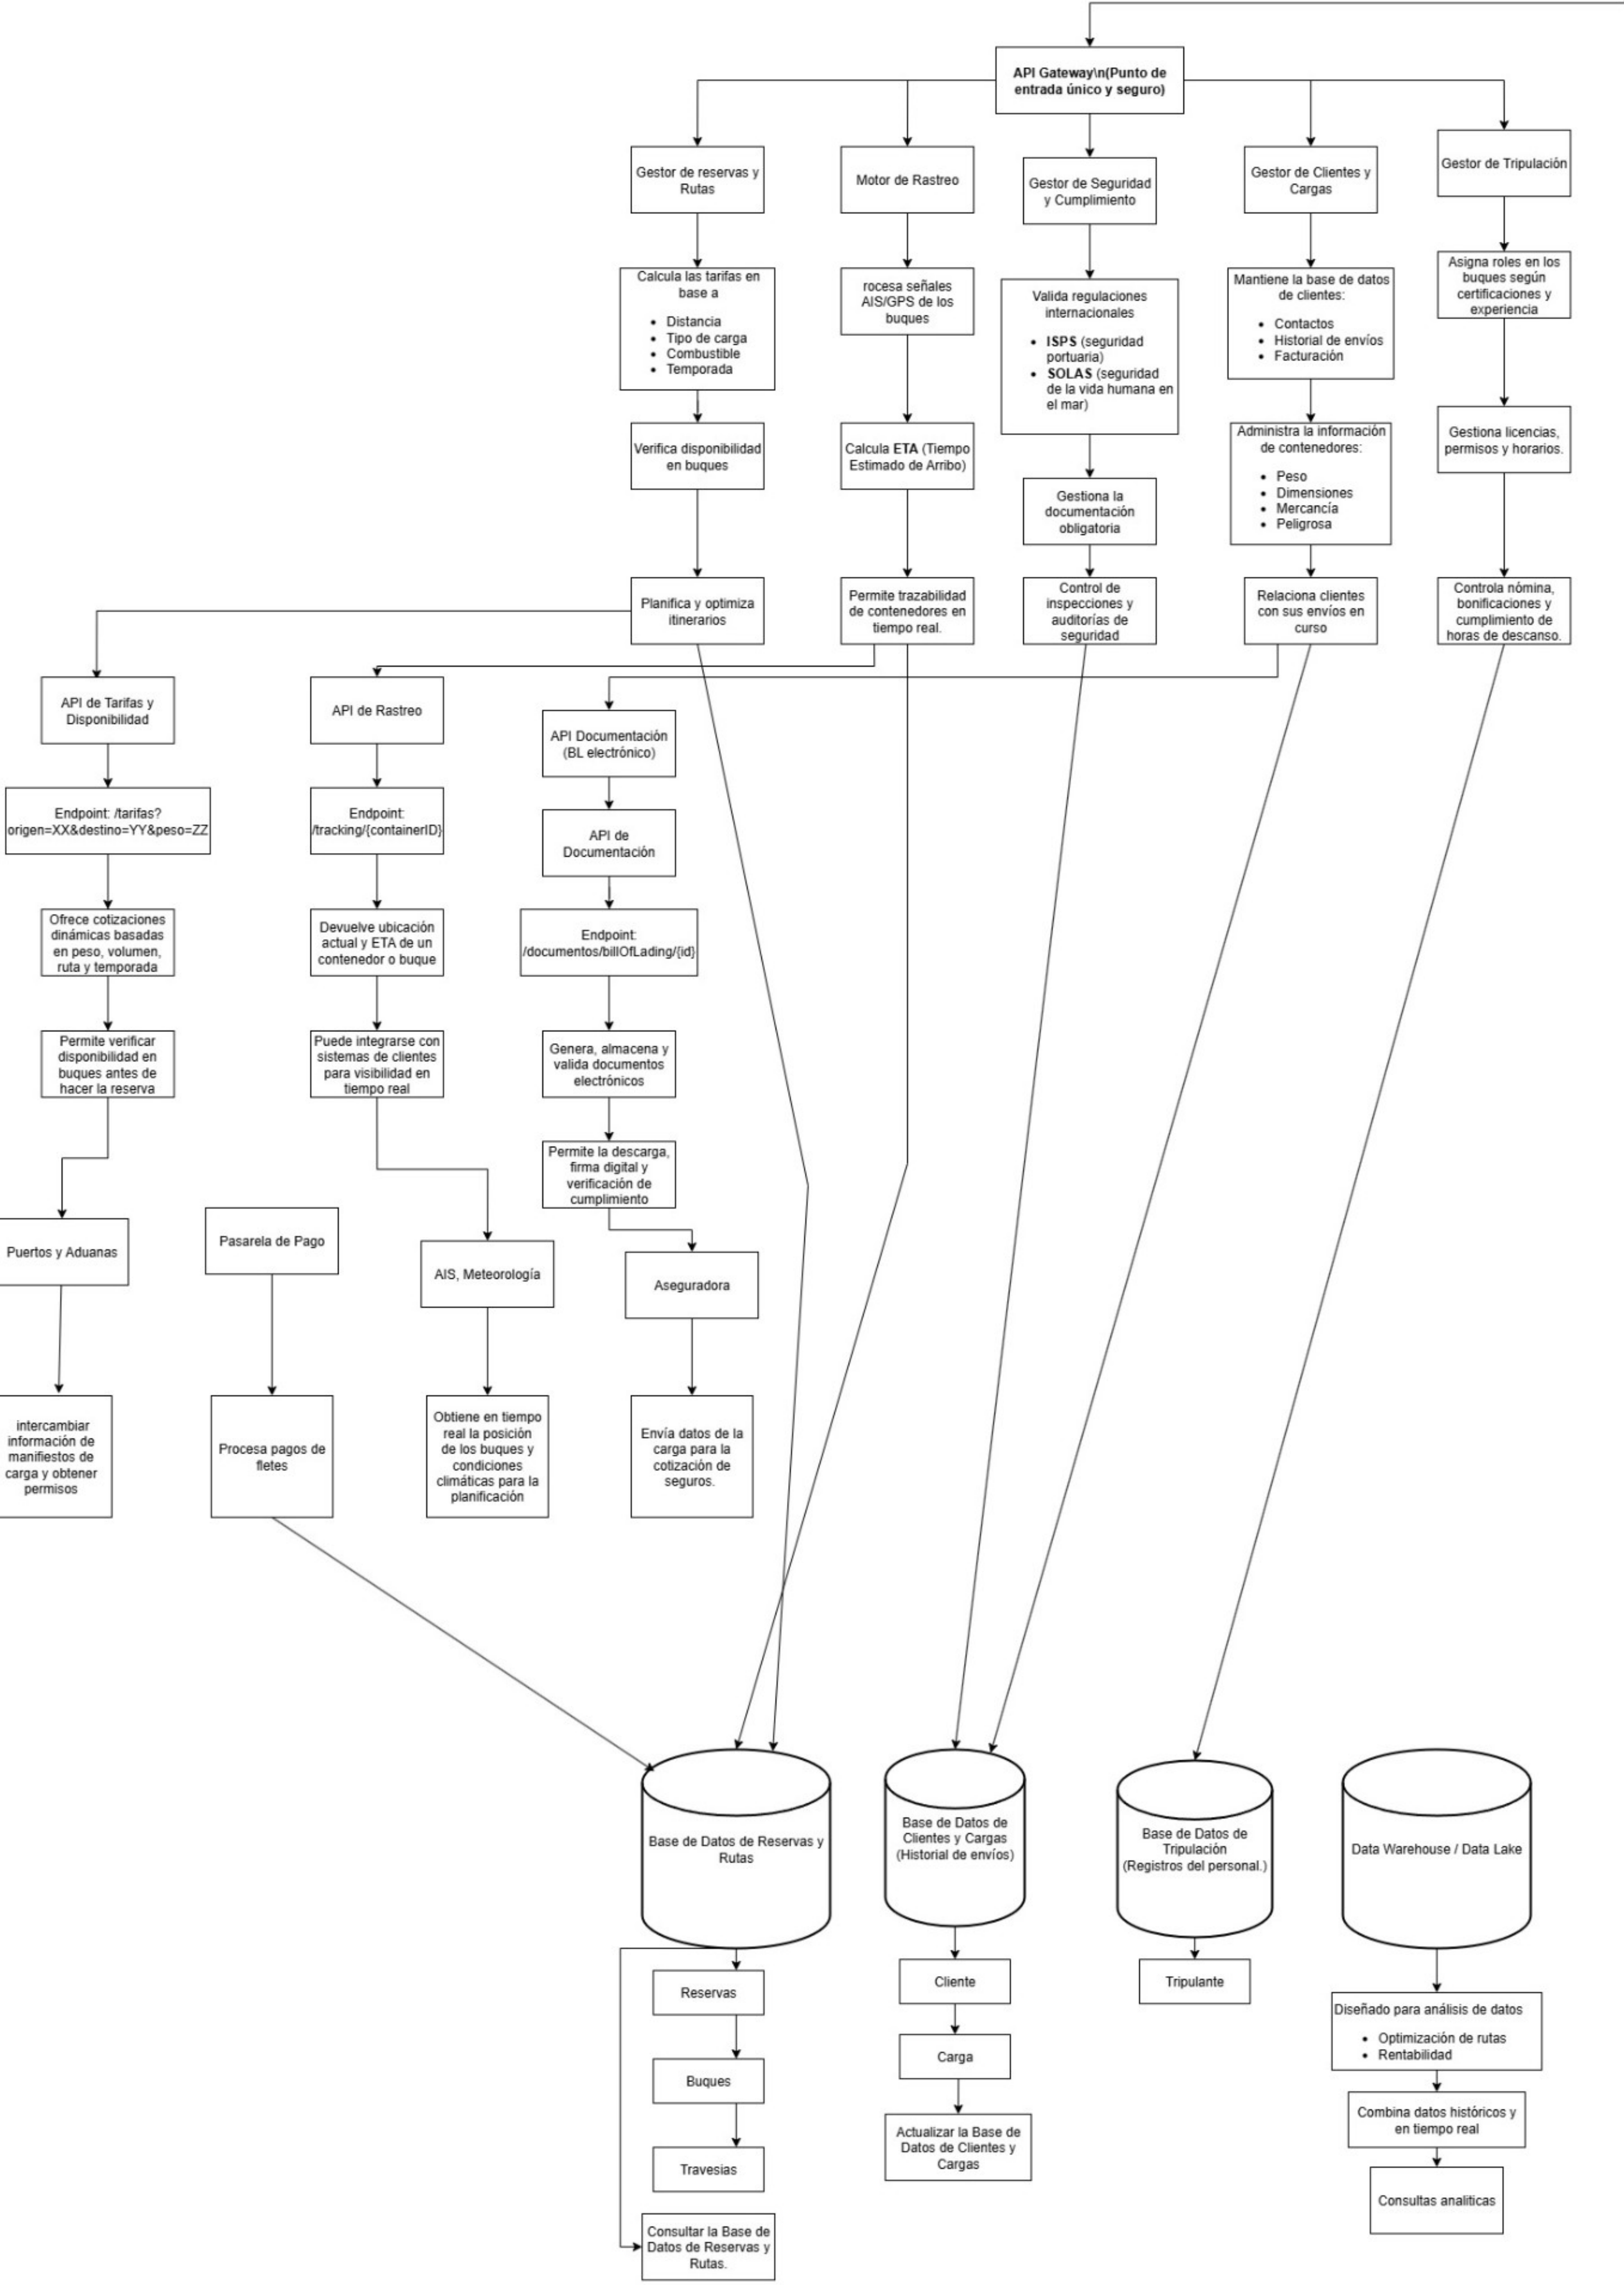 API Gateway\n(Punto de
entrada único y seguro)
Gestor de reservas y
Rutas
Motor de Rastreo
Gestor de Seguridad
y Cumplimiento
Gestor de Clientes y
Cargas
Gestor de Tripulación
Calcula las tarifas en
base a
• Distancia
• Tipo de carga
• Combustible
• Temporada
rocesa señales
AIS/GPS de los
buques
Valida regulaciones
internacionales
• ISPS (seguridad
portuaria)
• SOLAS (seguridad
de la vida humana en
el mar)
Mantiene la base de datos
de clientes:
• Contactos
• Historial de envíos
• Facturación
Asigna roles en los
buques según
certificaciones y
experiencia
Verifica disponibilidad
en buques
Calcula ETA (Tiempo
Estimado de Arribo)
Gestiona la
documentación
obligatoria
Administra la información
de contenedores:
• Peso
• Dimensiones
• Mercancía
• Peligrosa
Gestiona licencias,
permisos y horarios.
Planifica y optimiza
itinerarios
Permite trazabilidad
de contenedores en
tiempo real.
Control de
inspecciones y
auditorías de
seguridad
Relaciona clientes
con sus envíos en
curso
Controla nómina,
bonificaciones y
cumplimiento de
horas de descanso.
API de Tarifas y
Disponibilidad
API de Rastreo
API Documentación
(BL electrónico)
Endpoint: /tarifas?
origen=XX&destino=YY&peso=ZZ
Endpoint:
/tracking/{containerID}
API de
Documentación
Ofrece cotizaciones
dinámicas basadas
en peso, volumen,
ruta y temporada
Devuelve ubicación
actual y ETA de un
contenedor o buque
Endpoint:
/documentos/billOfLading/{id}
Permite verificar
disponibilidad en
buques antes de
hacer la reserva
Puede integrarse con
sistemas de clientes
para visibilidad en
tiempo real
Genera, almacena y
valida documentos
electrónicos
Permite la descarga,
firma digital y
verificación de
cumplimiento
Puertos y Aduanas
Pasarela de Pago
AIS, Meteorología
Aseguradora
intercambiar
información de
manifiestos de
carga y obtener
permisos
Procesa pagos de
fletes
Obtiene en tiempo
real la posición
de los buques y
condiciones
climáticas para la
planificación
Envía datos de la
carga para la
cotización de
seguros.
Base de Datos de Reservas y
Rutas
Base de Datos de
Clientes y Cargas
(Historial de envíos)
Base de Datos de
Tripulación
(Registros del personal.)
Data Warehouse / Data Lake
Reservas
Buques
Travesias
Consultar la Base de
Datos de Reservas y
Rutas.
Cliente
Carga
Actualizar la Base de
Datos de Clientes y
Cargas
Tripulante
Diseñado para análisis de datos
• Optimización de rutas
• Rentabilidad
Combina datos históricos y
en tiempo real
Consultas analiticas